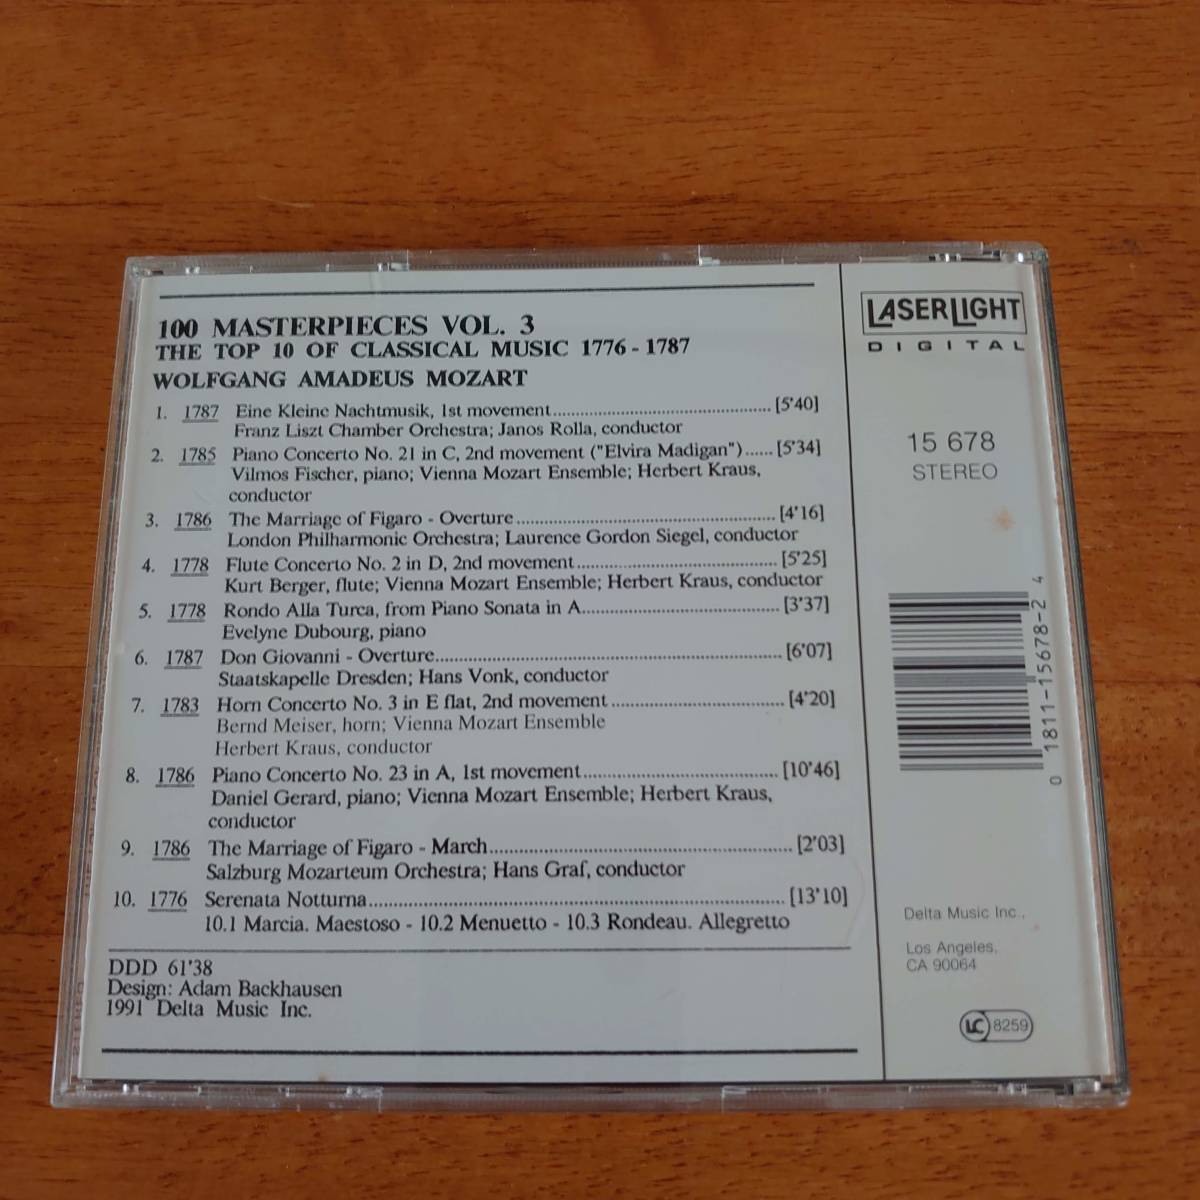 100 MASTERPIECES VOL. 3
THE TOP 10 OF CLASSICAL MUSIC 1776 - 1787
WOLFGANG AMADEUS MOZART
1. 1787 Eine Kleine Nachtmusik, 1st movement [5'40]
Franz Liszt Chamber Orchestra; Janos Rolla, conductor
2. 1785 Piano Concerto No. 21 in C, 2nd movement ("Elvira Madigan") [5'34]
Vilmos Fischer, piano; Vienna Mozart Ensemble; Herbert Kraus,
conductor
3. 1786 The Marriage of Figaro - Overture [4'16]
London Philharmonic Orchestra; Laurence Gordon Siegel, conductor
4. 1778 Flute Concerto No. 2 in D, 2nd movement [5'25]
Kurt Berger, flute; Vienna Mozart Ensemble; Herbert Kraus, conductor
5. 1778 Rondo Alla Turca, from Piano Sonata in A [3'37]
Evelyne Dubourg, piano
6. 1787 Don Giovanni - Overture [6'07]
Staatskapelle Dresden; Hans Vonk, conductor
7. 1783 Horn Concerto No. 3 in E flat, 2nd movement [4'20]
Bernd Meiser, horn; Vienna Mozart Ensemble
Herbert Kraus, conductor
8. 1786 Piano Concerto No. 23 in A, 1st movement [10'46]
Daniel Gerard, piano; Vienna Mozart Ensemble; Herbert Kraus,
conductor
9. 1786 The Marriage of Figaro - March [2'03]
Salzburg Mozarteum Orchestra; Hans Graf, conductor
10. 1776 Serenata Notturna [13'10]
10.1 Marcia. Maestoso - 10.2 Menuetto - 10.3 Rondeau. Allegretto
DDD 61'38
Design: Adam Backhausen
1991 Delta Music Inc.
LASERLIGHT
DIGITAL
15 678
STEREO
0 1811-15678-2 4
Delta Music Inc.,
Los Angeles,
CA 90064
LC 8259